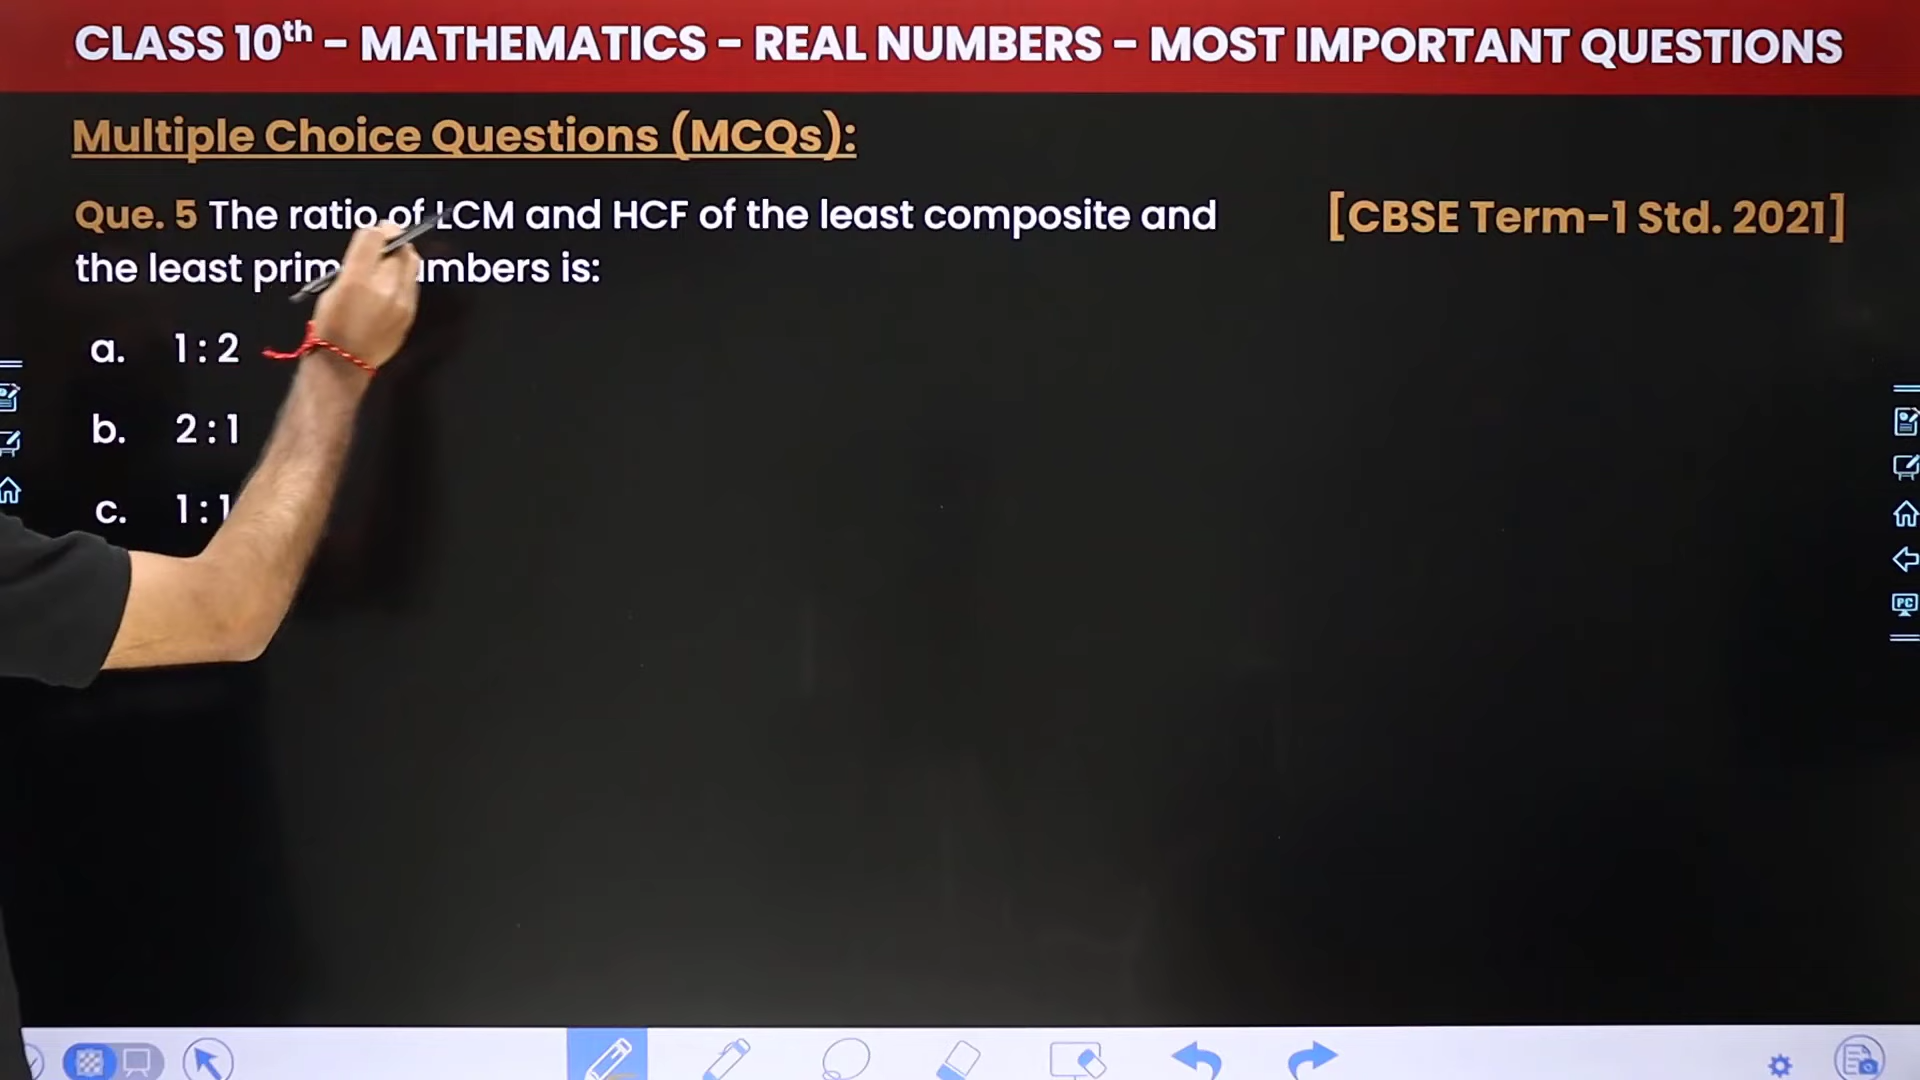 CLASS 10th - MATHEMATICS - REAL NUMBERS - MOST IMPORTANT QUESTIONS
Multiple Choice Questions (MCQs):
Que. 5 The ratio of LCM and HCF of the least composite and [CBSE Term-1 Std. 2021]
the least numbers is:
a. 1 : 2
b. 2 : 1
c. 1 : 1
PC